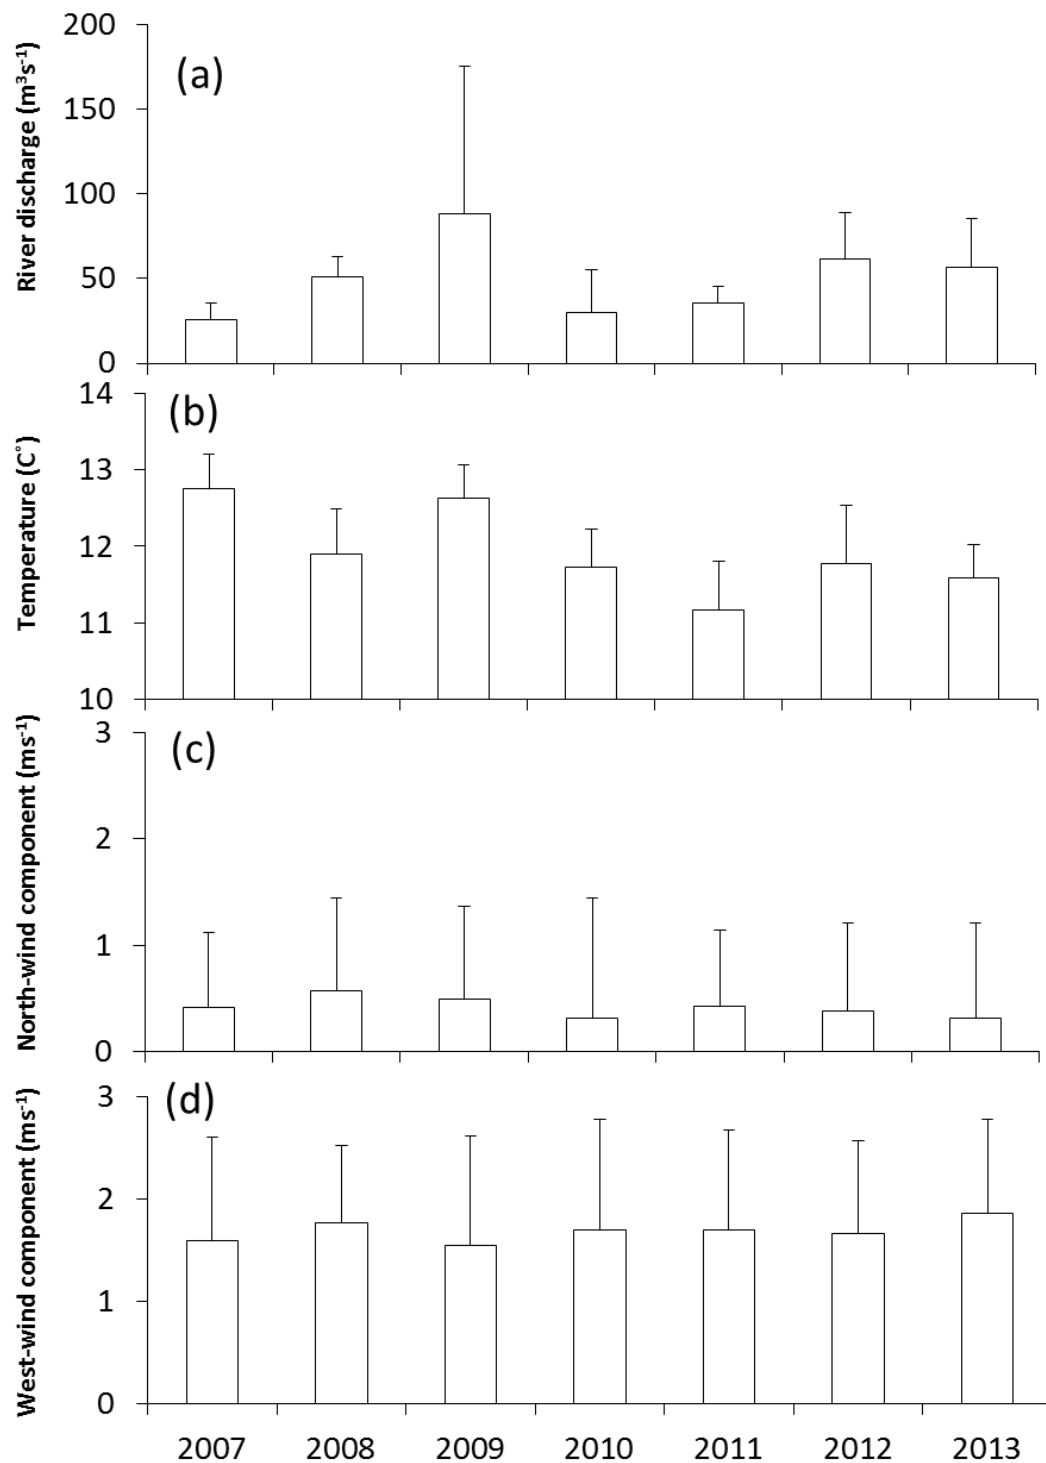 River discharge (m³s⁻¹)
(a)
200
150
100
50
0
Temperature (C°)
(b)
14
13
12
11
10
North-wind component (ms⁻¹)
(c)
3
2
1
0
West-wind component (ms⁻¹)
(d)
3
2
1
0
2007 2008 2009 2010 2011 2012 2013